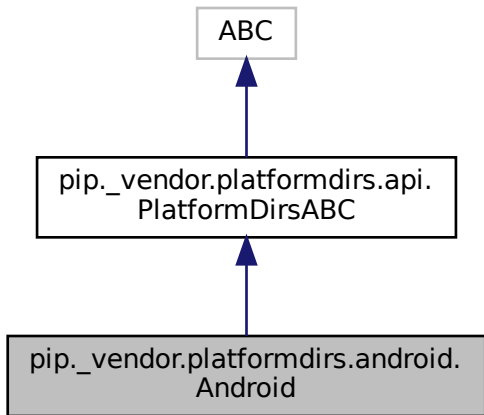 ABC
pip._vendor.platformdirs.api.
PlatformDirsABC
pip._vendor.platformdirs.android.
Android